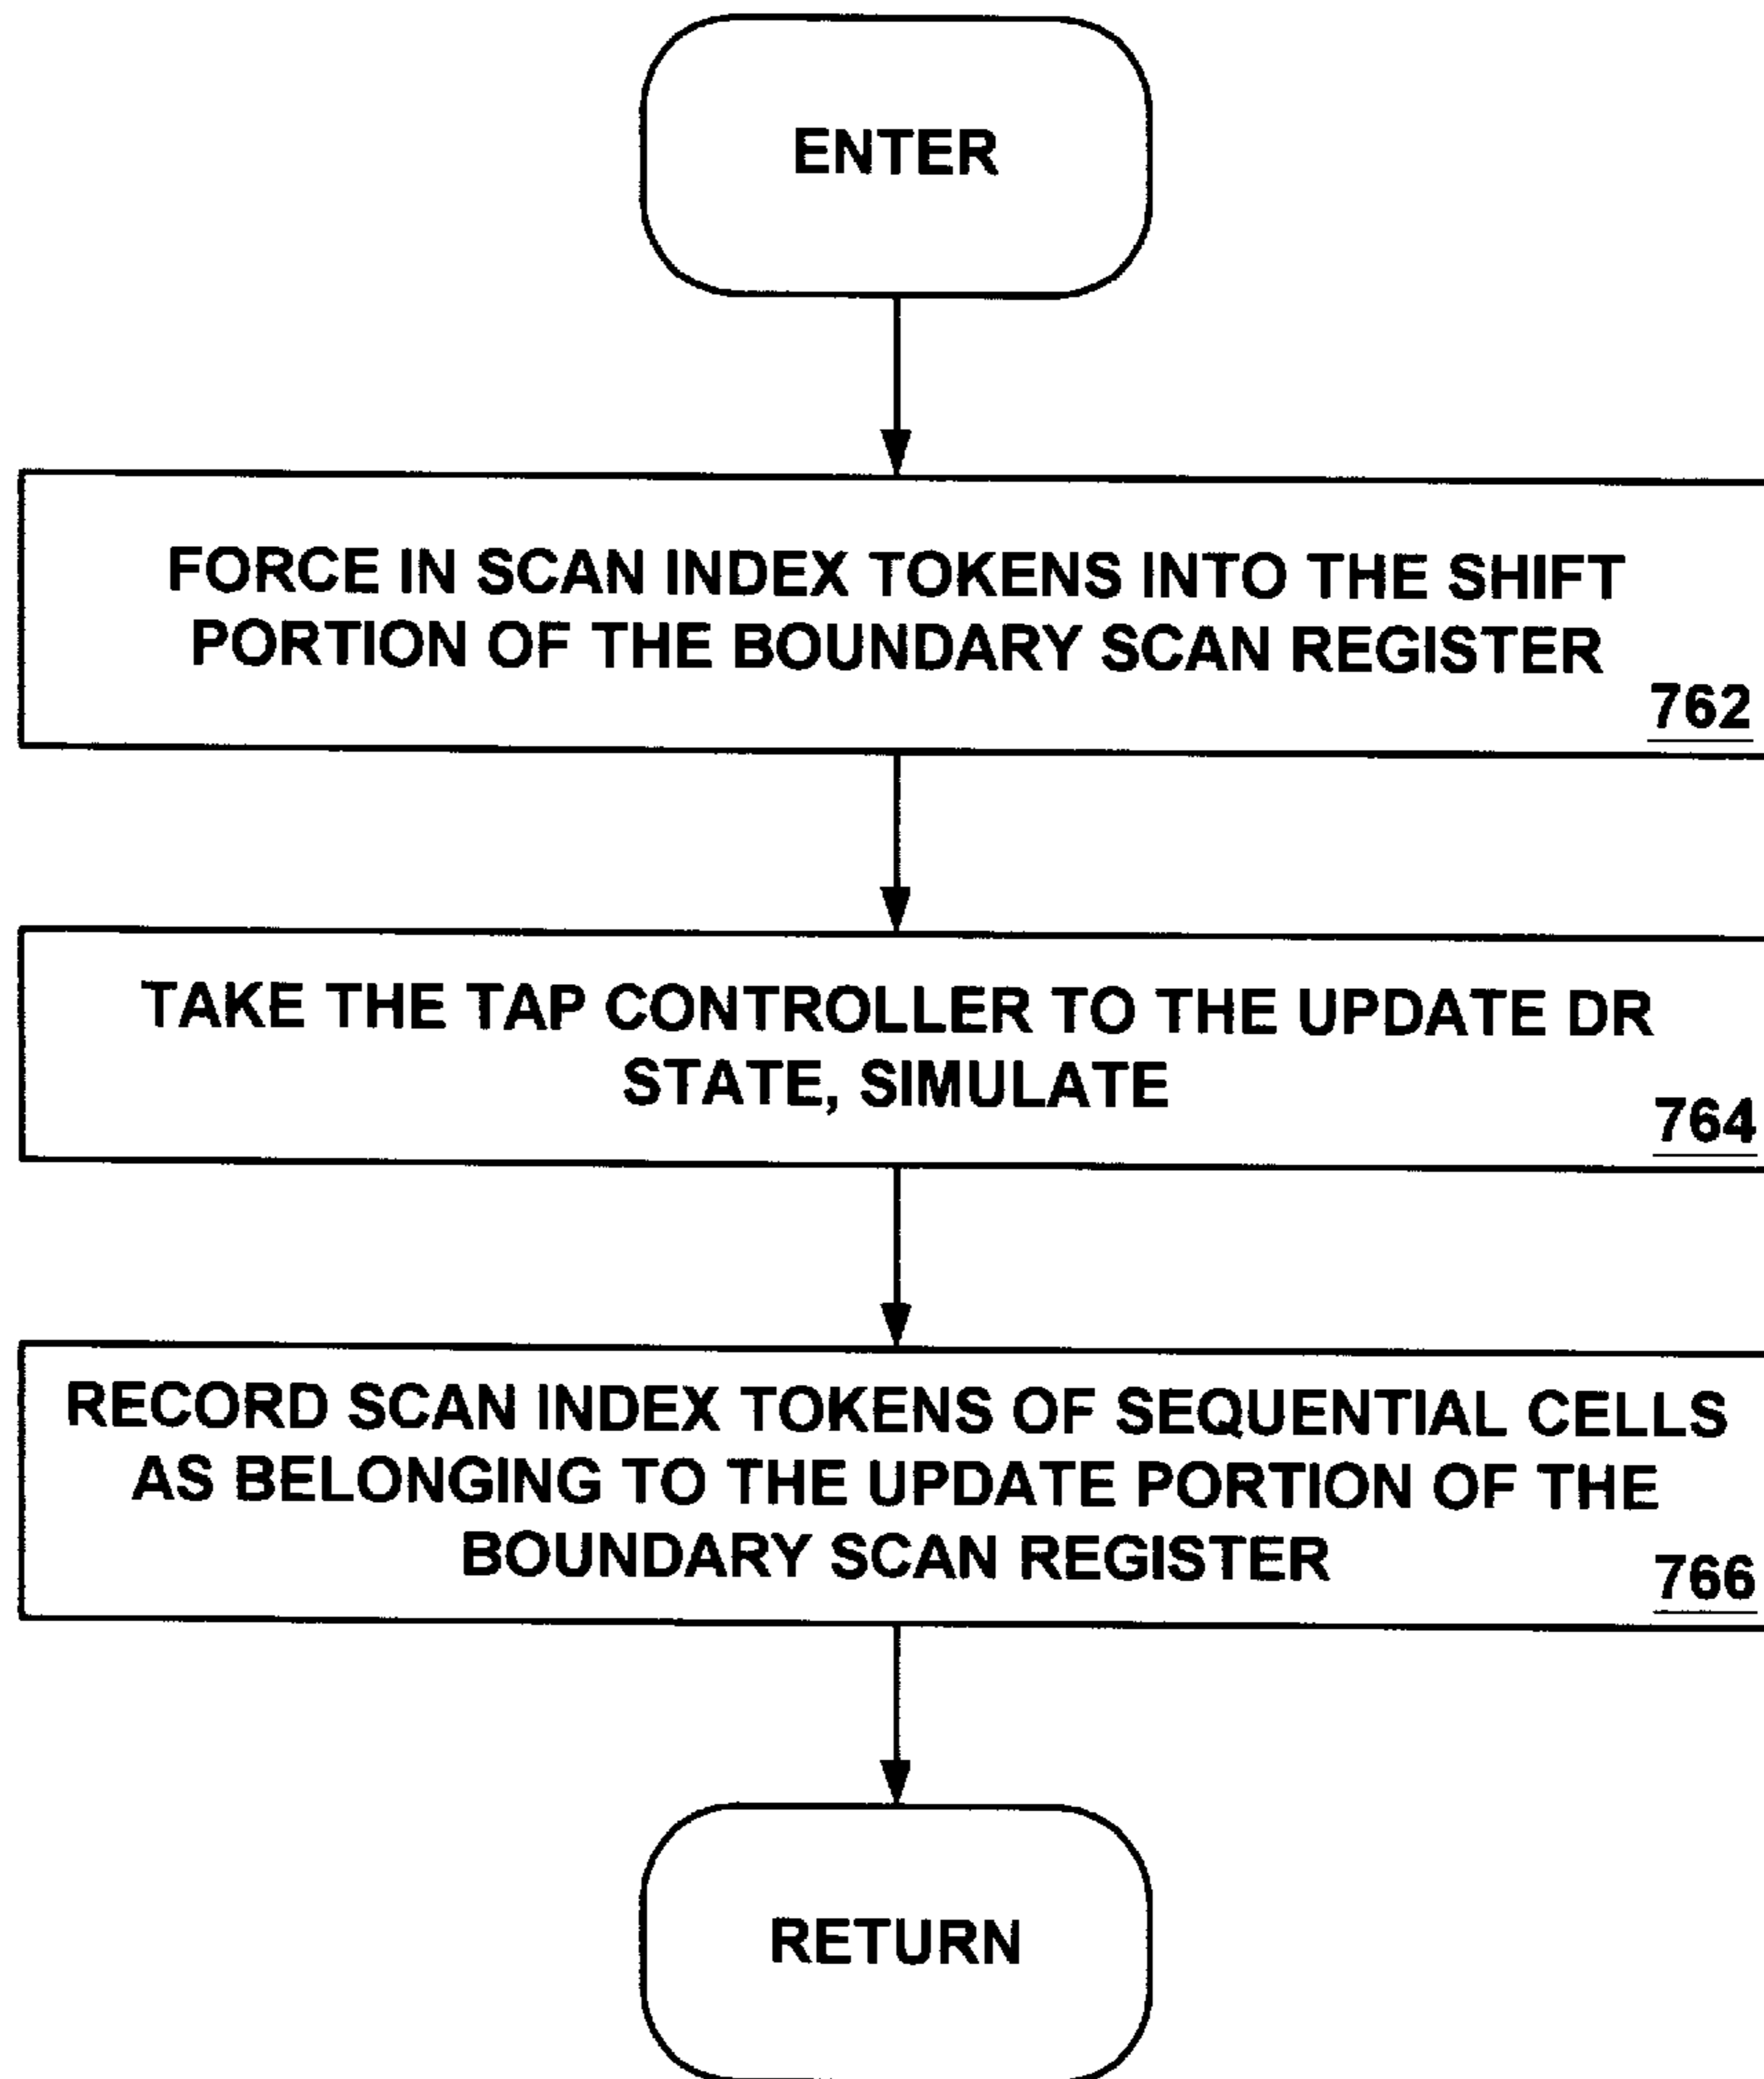 ENTER
FORCE IN SCAN INDEX TOKENS INTO THE SHIFT
PORTION OF THE BOUNDARY SCAN REGISTER
762
TAKE THE TAP CONTROLLER TO THE UPDATE DR
STATE, SIMULATE
764
RECORD SCAN INDEX TOKENS OF SEQUENTIAL CELLS
AS BELONGING TO THE UPDATE PORTION OF THE
BOUNDARY SCAN REGISTER
766
RETURN